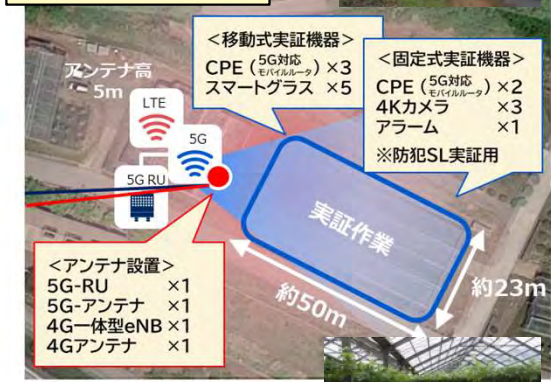 <移動式実証機器>
CPE(5G対応モバイルルータ)×3
スマートグラス ×5
<固定式実証機器>
CPE(5G対応モバイルルータ)×2
4Kカメラ ×3
アラーム ×1
※防犯SL実証用
アンテナ高
5m
LTE
5G
5G RU
実証作業
約50m
約23m
<アンテナ設置>
5G-RU ×1
5G-アンテナ ×1
4G一体型eNB ×1
4Gアンテナ ×1